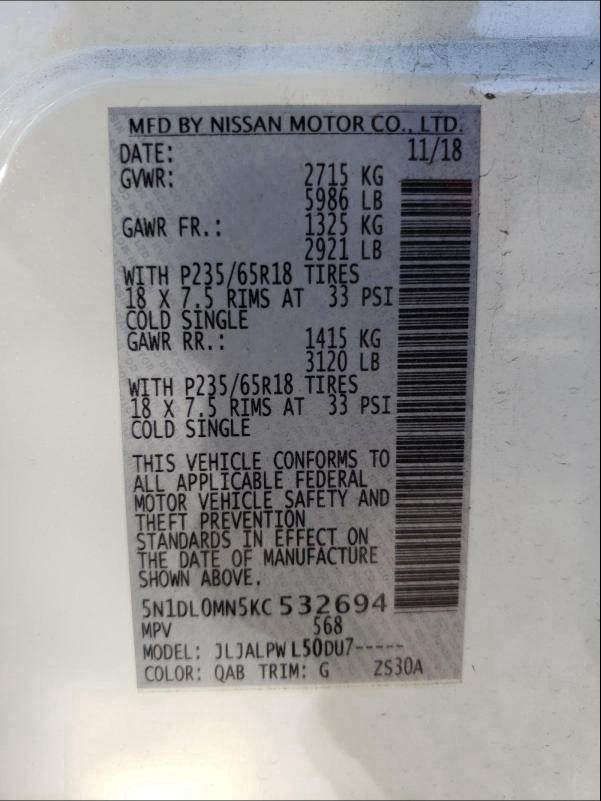 MFD BY NISSAN MOTOR CO., LTD.
DATE: 11/18
GVWR: 2715 KG
5986 LB
GAWR FR.: 1325 KG
2921 LB
WITH P235/65R18 TIRES
18 X 7.5 RIMS AT 33 PSI
COLD SINGLE
GAWR RR.: 1415 KG
3120 LB
WITH P235/65R18 TIRES
18 X 7.5 RIMS AT 33 PSI
COLD SINGLE
THIS VEHICLE CONFORMS TO
ALL APPLICABLE FEDERAL
MOTOR VEHICLE SAFETY AND
THEFT PREVENTION
STANDARDS IN EFFECT ON
THE DATE OF MANUFACTURE
SHOWN ABOVE.
5N1DL0MN5KC532694
MPV 568
MODEL: JLJALPWL50DU7-----
COLOR: QAB TRIM: G ZS30A